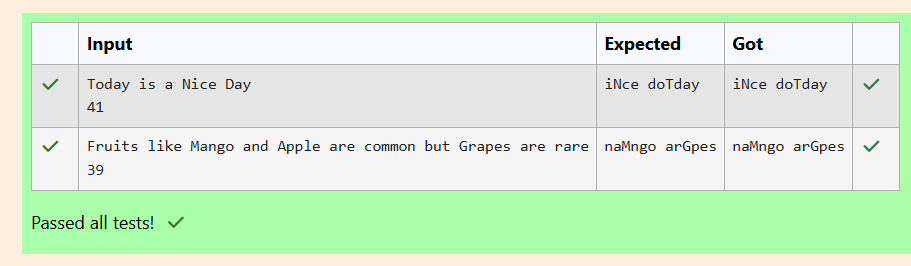 Input Expected Got
Today is a Nice Day iNce doTday iNce doTday
41
Fruits like Mango and Apple are common but Grapes are rare naMngo arGpes naMngo arGpes
39
Passed all tests!